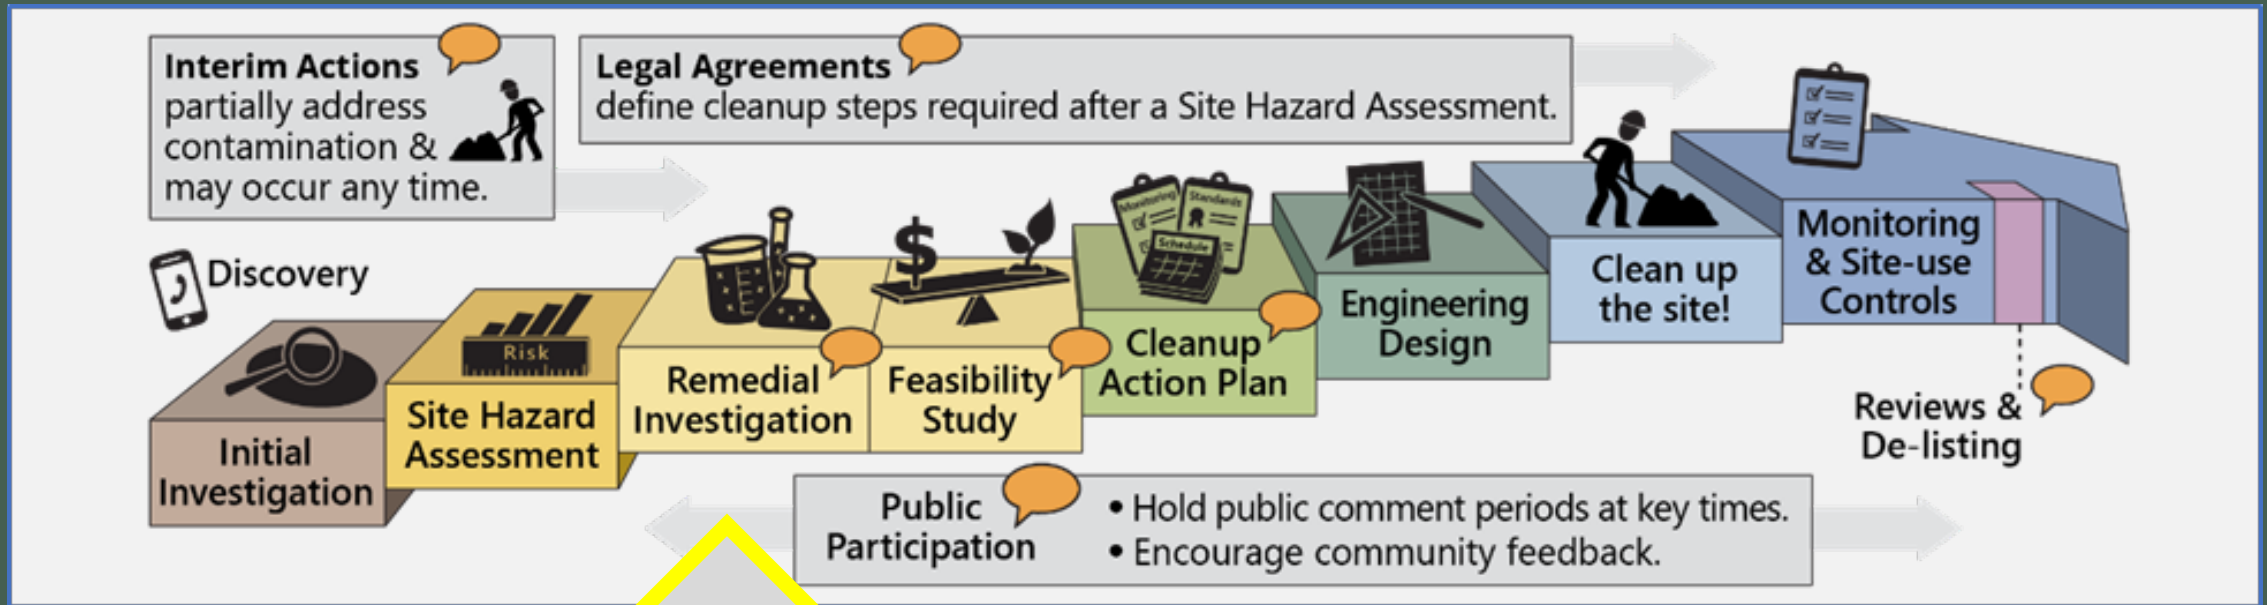 Interim Actions
partially address
contamination &
may occur any time.
Legal Agreements
define cleanup steps required after a Site Hazard Assessment.
Discovery
Initial
Investigation
Risk
Site Hazard
Assessment
Remedial
Investigation
$
Feasibility
Study
Monitoring
Standards
Schedule
Cleanup
Action Plan
Engineering
Design
Clean up
the site!
Monitoring
& Site-use
Controls
Reviews &
De-listing
Public
Participation
• Hold public comment periods at key times.
• Encourage community feedback.